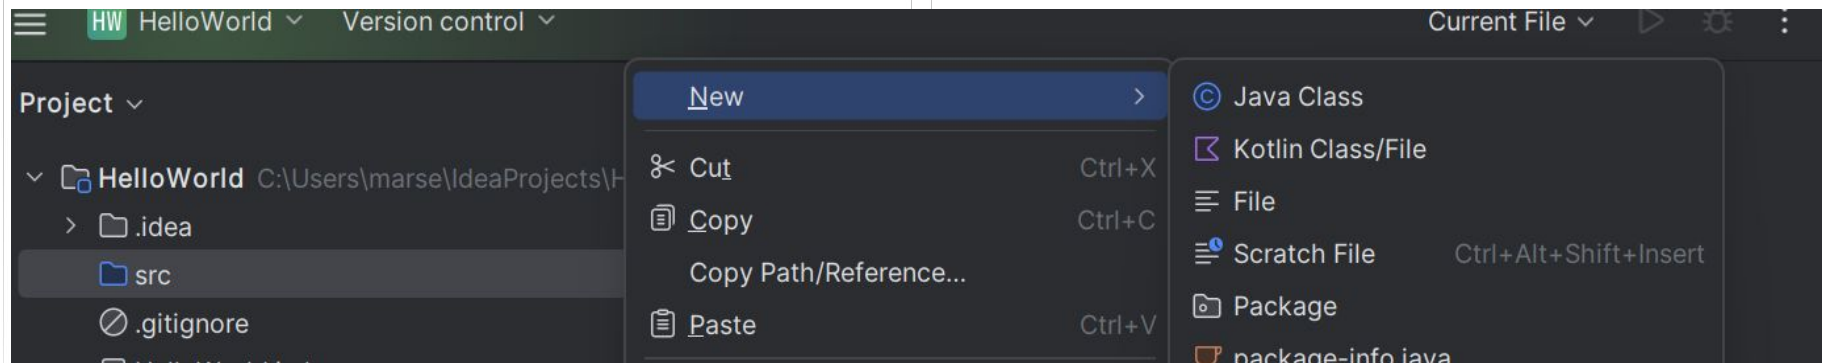 HW HelloWorld Version control Current File
Project
HelloWorld C:\Users\marse\IdeaProjects\H
.idea
src
.gitignore
New
Cut Ctrl+X
Copy Ctrl+C
Copy Path/Reference...
Paste Ctrl+V
Java Class
Kotlin Class/File
File
Scratch File Ctrl+Alt+Shift+Insert
Package
package-info.java